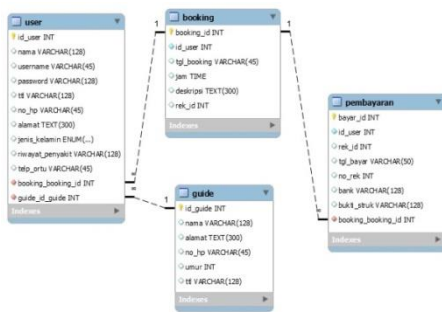 user
id_user INT
nama VARCHAR(128)
username VARCHAR(45)
password VARCHAR(128)
ttl VARCHAR(128)
no_hp VARCHAR(45)
alamat TEXT(300)
jenis_kelamin ENUM(...)
riwayat_penyakit VARCHAR(128)
telp_ortu VARCHAR(45)
booking_booking_id INT
guide_id_guide INT
Indexes
booking
booking_id INT
id_user INT
tgl_booking VARCHAR(45)
jam TIME
deskripsi TEXT(300)
rek_id INT
Indexes
guide
id_guide INT
nama VARCHAR(128)
alamat TEXT(300)
no_hp VARCHAR(45)
umur INT
ttl VARCHAR(128)
Indexes
pembayaran
bayar_id INT
id_user INT
rek_id INT
tgl_bayar VARCHAR(50)
no_rek INT
bank VARCHAR(128)
bukti_struk VARCHAR(128)
booking_booking_id INT
Indexes
1
1
1